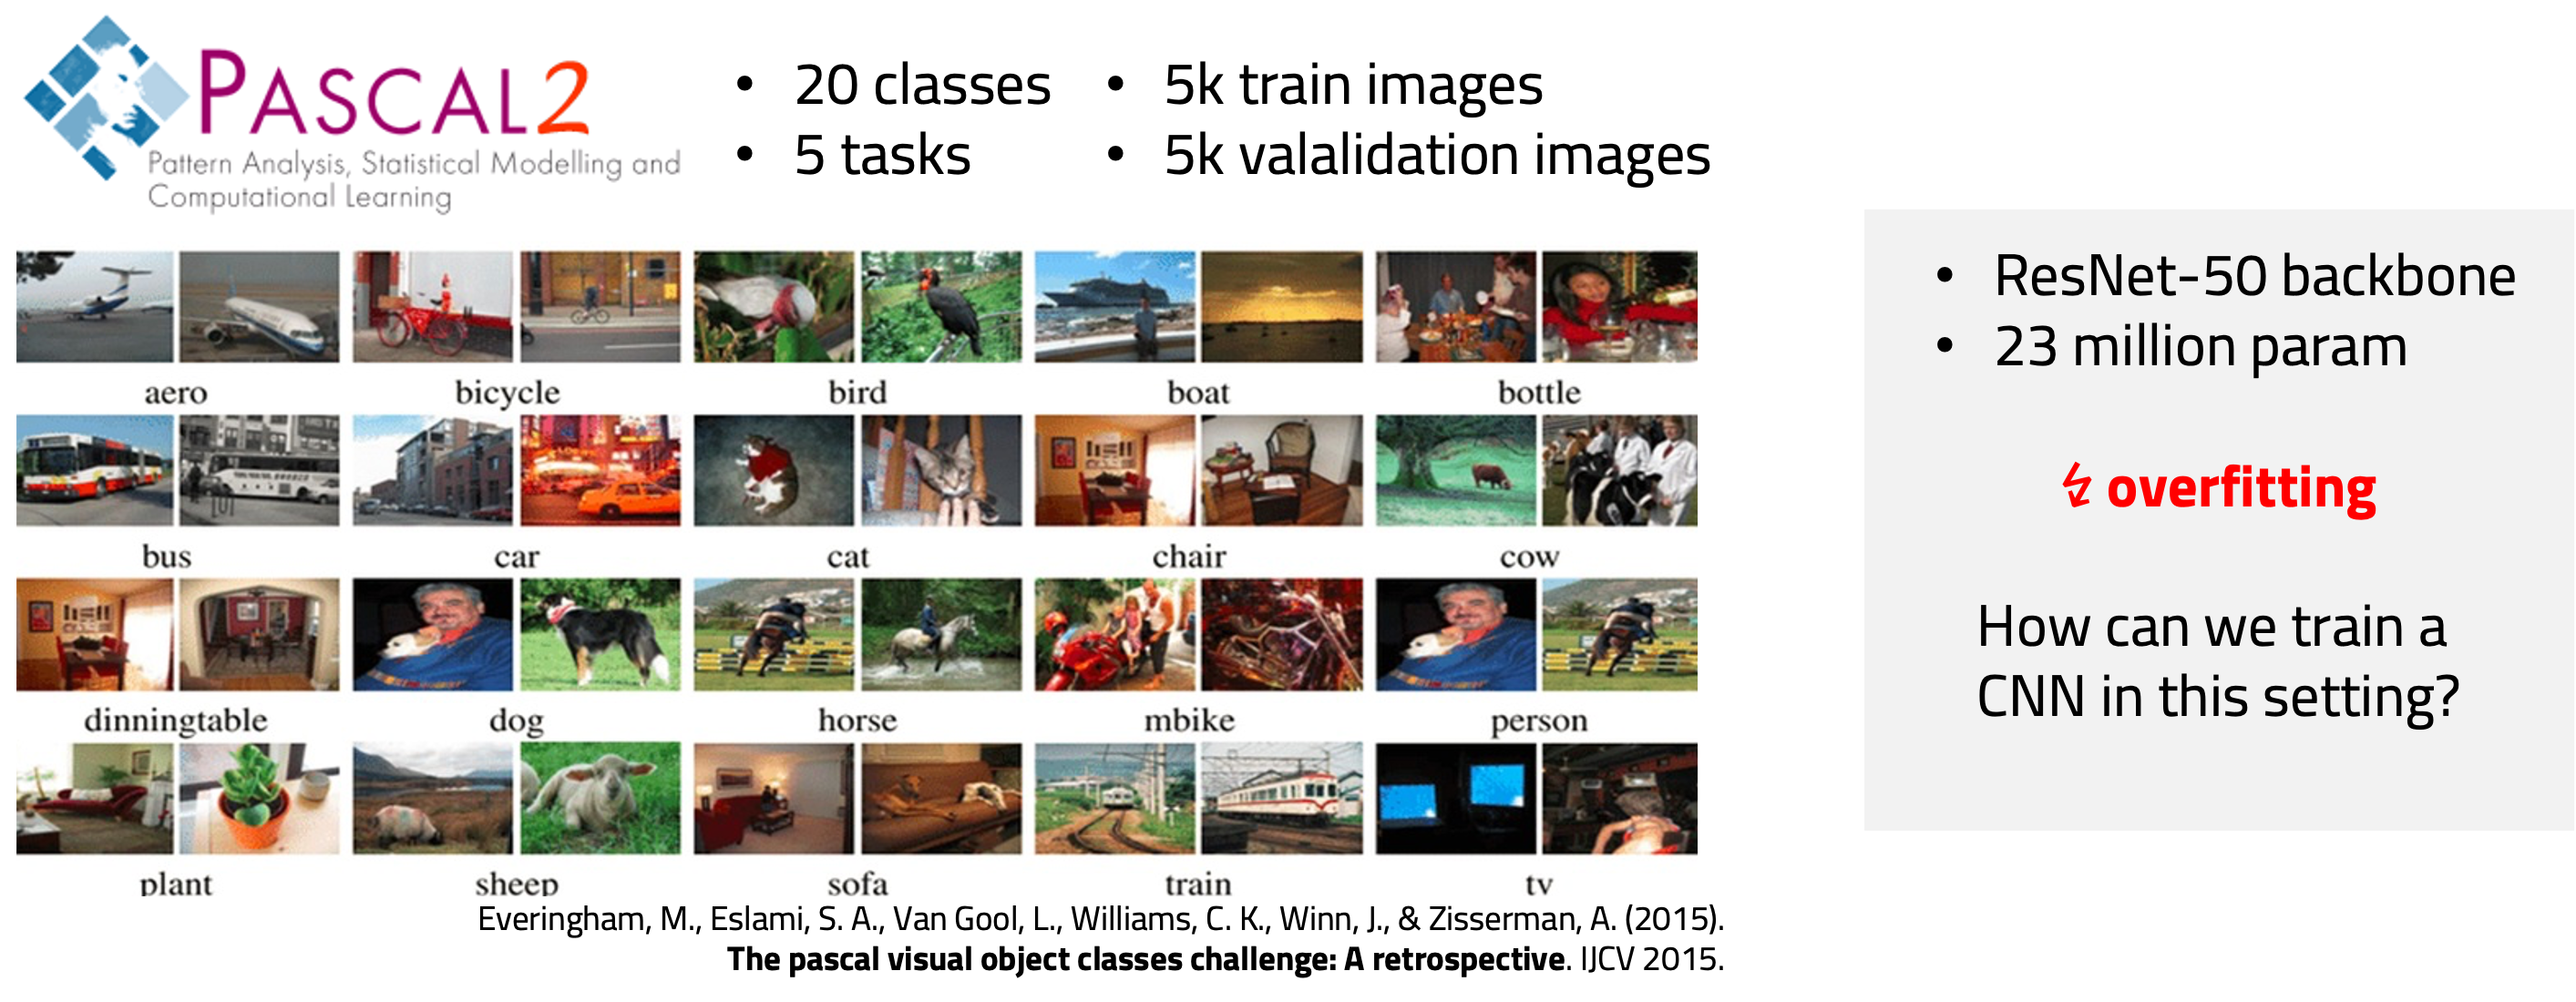 PASCAL2
Pattern Analysis, Statistical Modelling and
Computational Learning
• 20 classes
• 5 tasks
• 5k train images
• 5k valalidation images
aero bicycle bird boat bottle
bus car cat chair cow
dinningtable dog horse mbike person
plant sheep sofa train tv
Everingham, M., Eslami, S. A., Van Gool, L., Williams, C. K., Winn, J., & Zisserman, A. (2015).
The pascal visual object classes challenge: A retrospective. IJCV 2015.
• ResNet-50 backbone
• 23 million param
↯ overfitting
How can we train a
CNN in this setting?